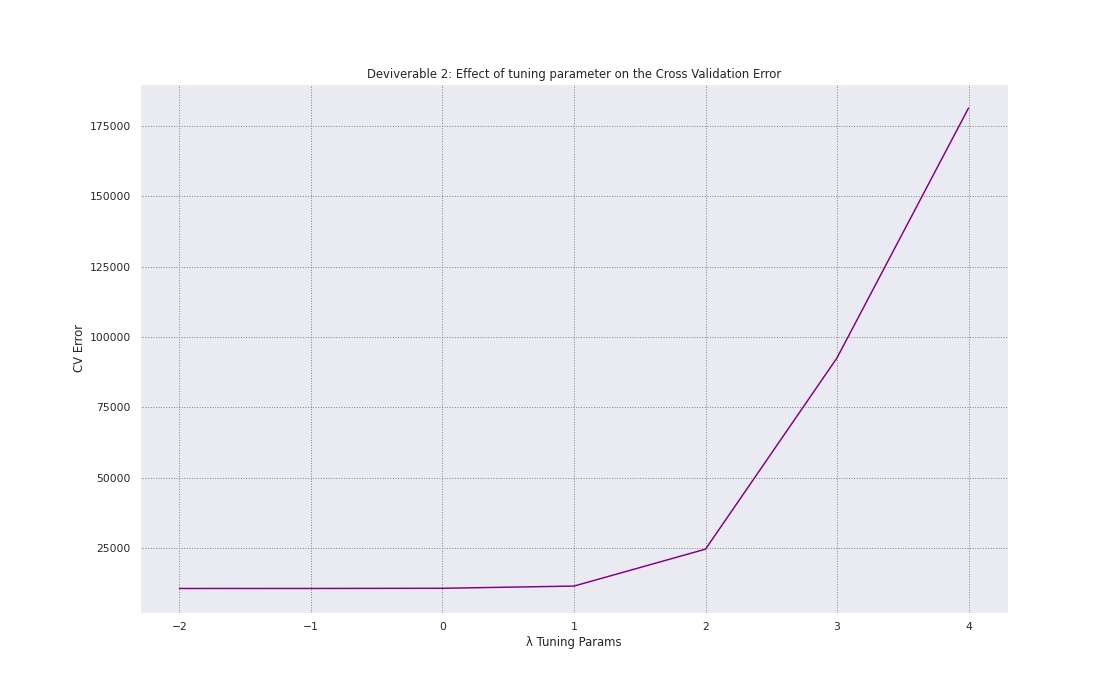 Deviverable 2: Effect of tuning parameter on the Cross Validation Error
175000
150000
125000
100000
75000
50000
25000
CV Error
−2 −1 0 1 2 3 4
λ Tuning Params